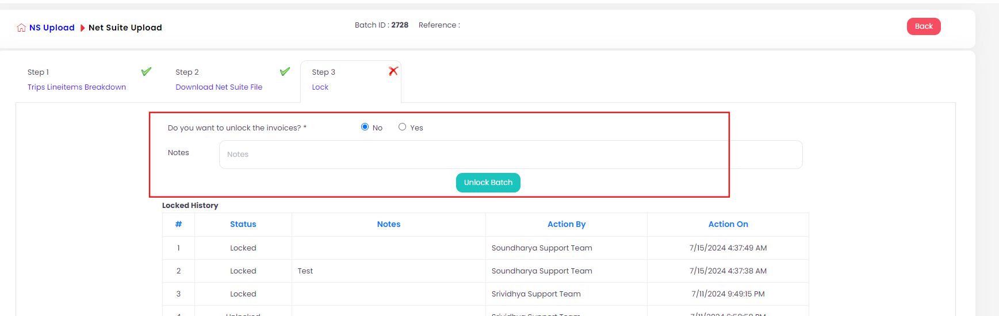 NS Upload Net Suite Upload Batch ID : 2728 Reference : Back
Step 1 Step 2 Step 3
Trips Lineitems Breakdown Download Net Suite File Lock
Do you want to unlock the invoices? * No Yes
Notes Notes
Unlock Batch
Locked History
# Status Notes Action By Action On
1 Locked Soundharya Support Team 7/15/2024 4:37:49 AM
2 Locked Test Soundharya Support Team 7/15/2024 4:37:38 AM
3 Locked Srividhya Support Team 7/11/2024 9:49:15 PM
Unlocked Srividhya Support Team